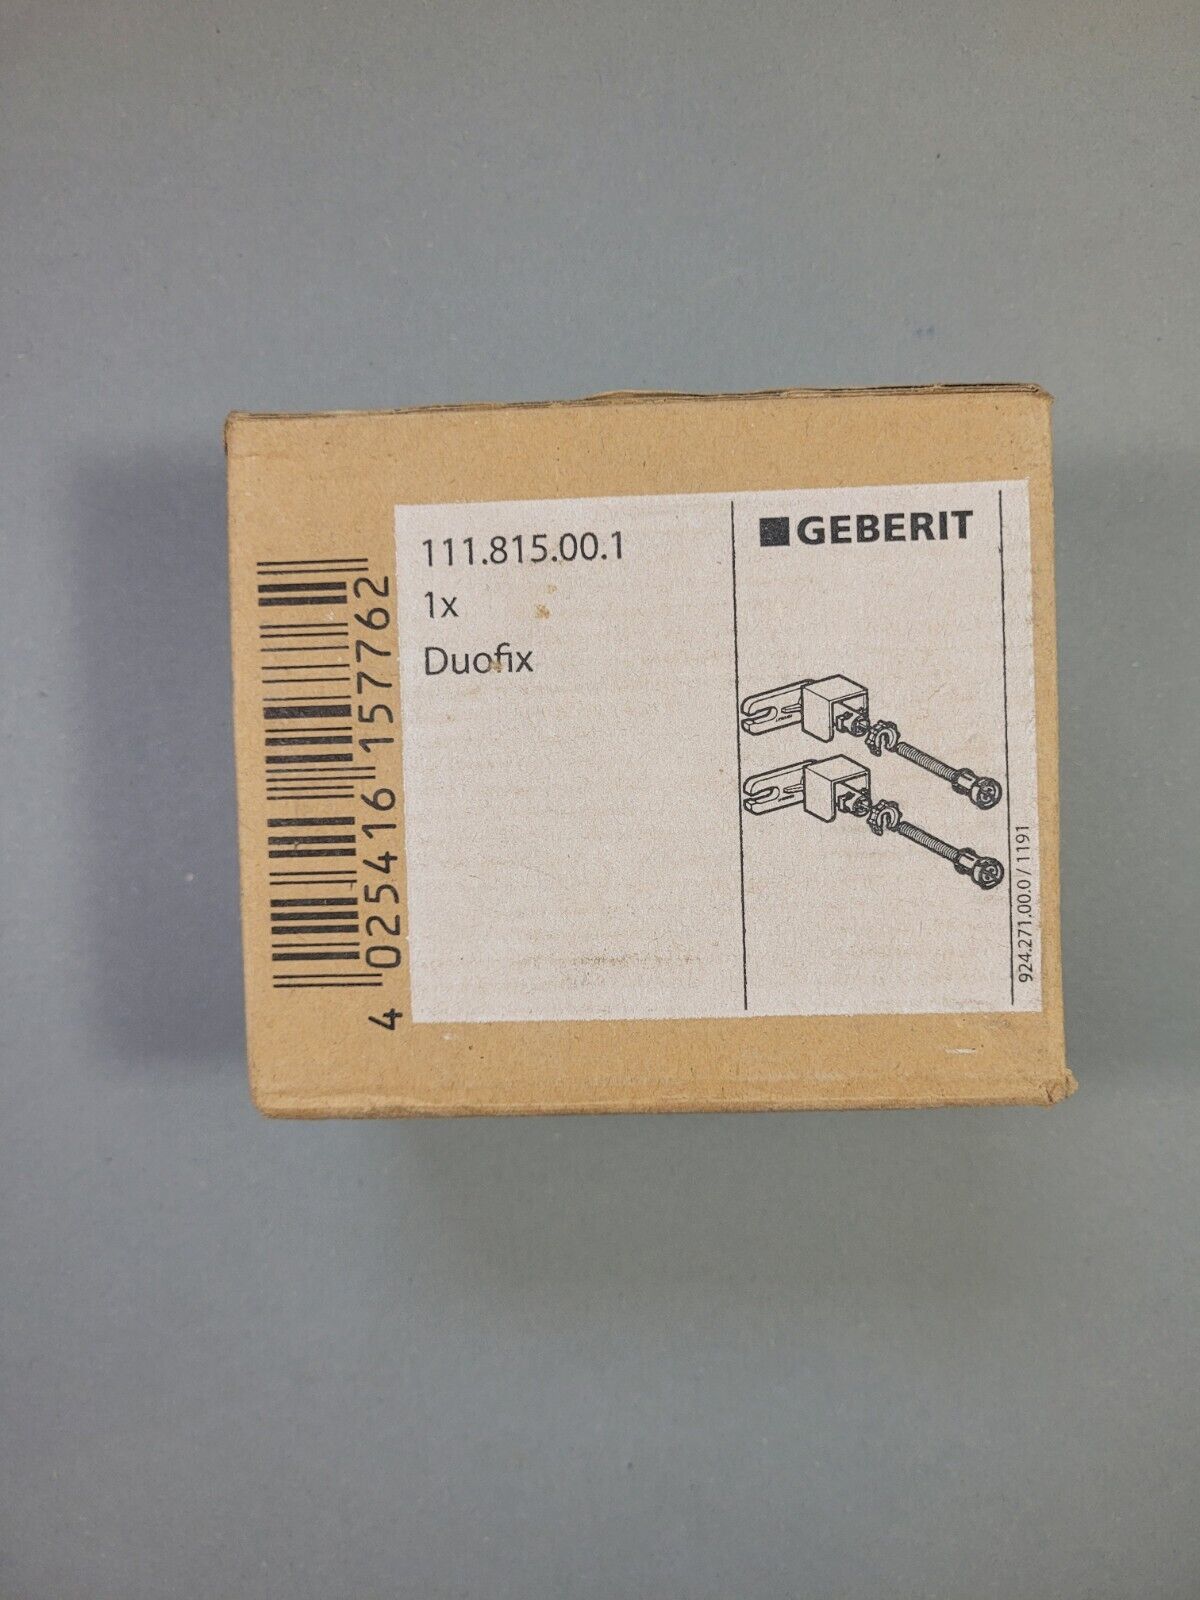 111.815.00.1
1x
Duofix
GEBERIT
924.271.00.0 / 1191
4 025416 157762